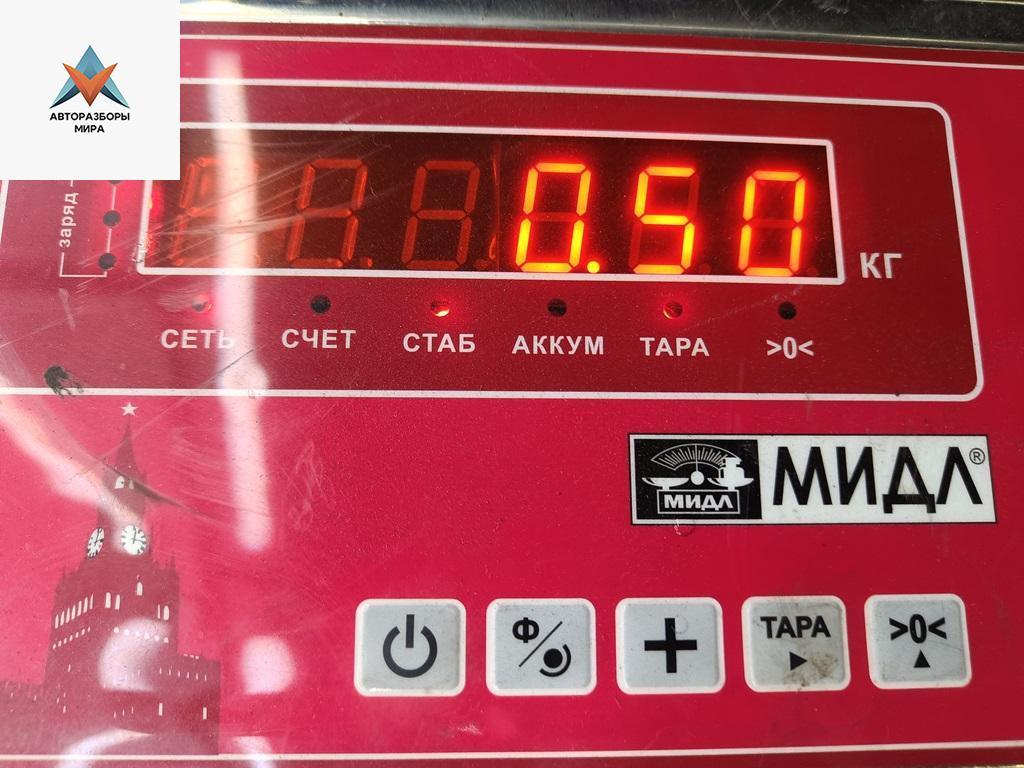 АВТОРАЗБОРЫ
МИРА
заряд
0.50
КГ
СЕТЬ СЧЕТ СТАБ АККУМ ТАРА >0<
МИДЛ
МИДЛ®
Ф
+
ТАРА
>0<